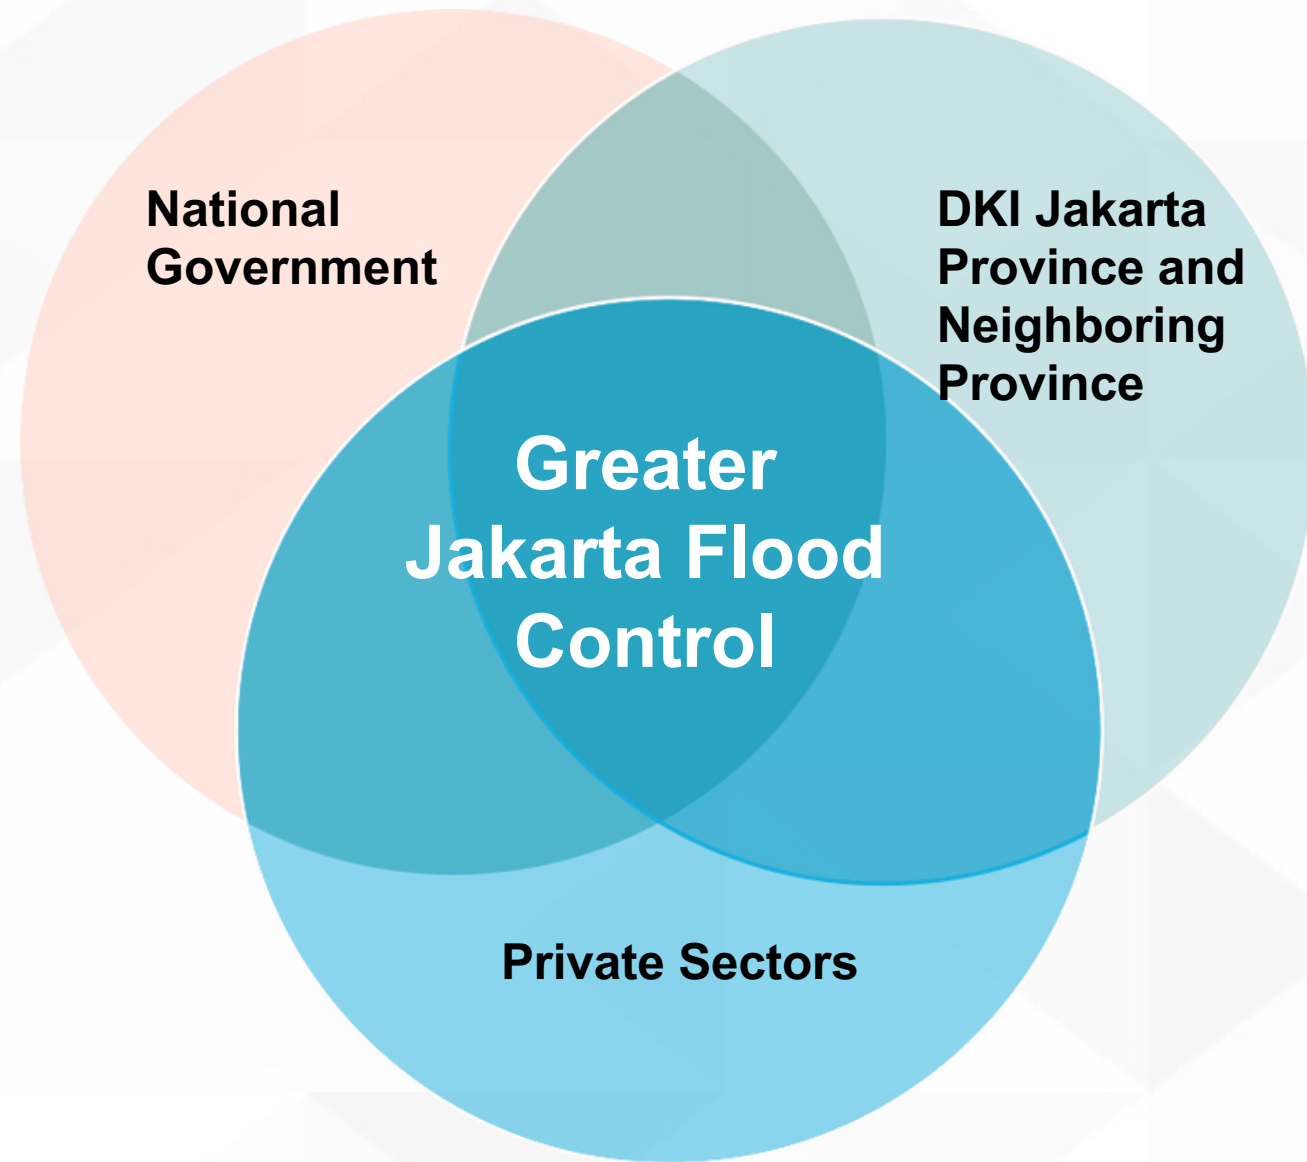 National
Government
DKI Jakarta
Province and
Neighboring
Province
Greater
Jakarta Flood
Control
Private Sectors